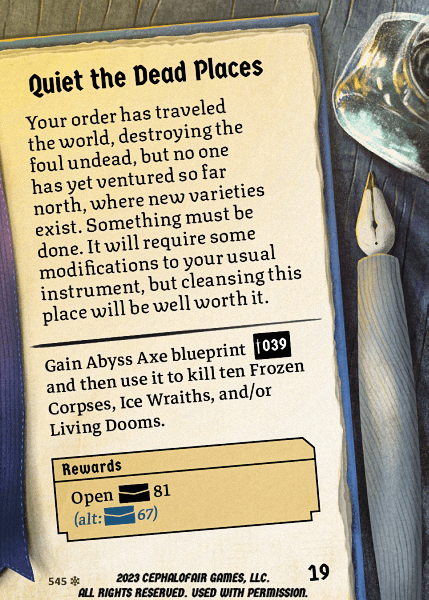 Quiet the Dead Places
Your order has traveled
the world, destroying the
foul undead, but no one
has yet ventured so far
north, where new varieties
exist. Something must be
done. It will require some
modifications to your usual
instrument, but cleansing this
place will be well worth it.
Gain Abyss Axe blueprint 039
and then use it to kill ten Frozen
Corpses, Ice Wraiths, and/or
Living Dooms.
Rewards
Open 81
(alt: 67)
545
19
2023 CEPHALOFAIR GAMES, LLC.
ALL RIGHTS RESERVED. USED WITH PERMISSION.